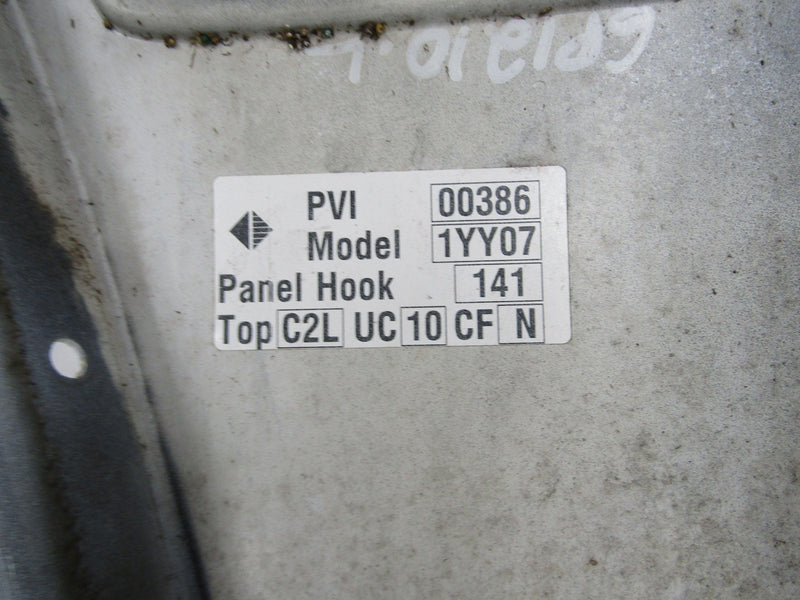 PVI 00386
Model 1YY07
Panel Hook 141
Top C2L UC 10 CF N